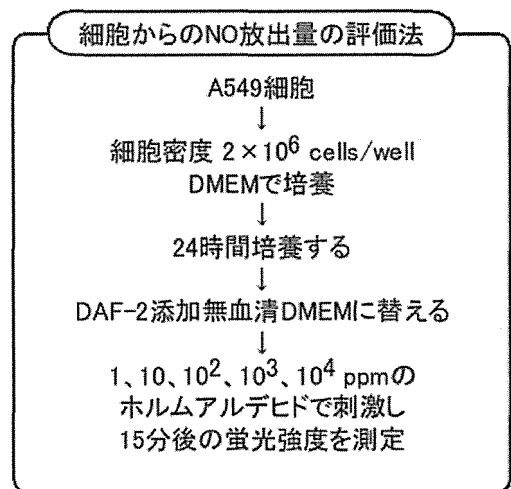 細胞からのNO放出量の評価法
A549細胞
↓
細胞密度 2×10⁶ cells/well
DMEMで培養
↓
24時間培養する
↓
DAF-2添加無血清DMEMに替える
↓
1、10、10²、10³、10⁴ ppmの
ホルムアルデヒドで刺激し
15分後の蛍光強度を測定